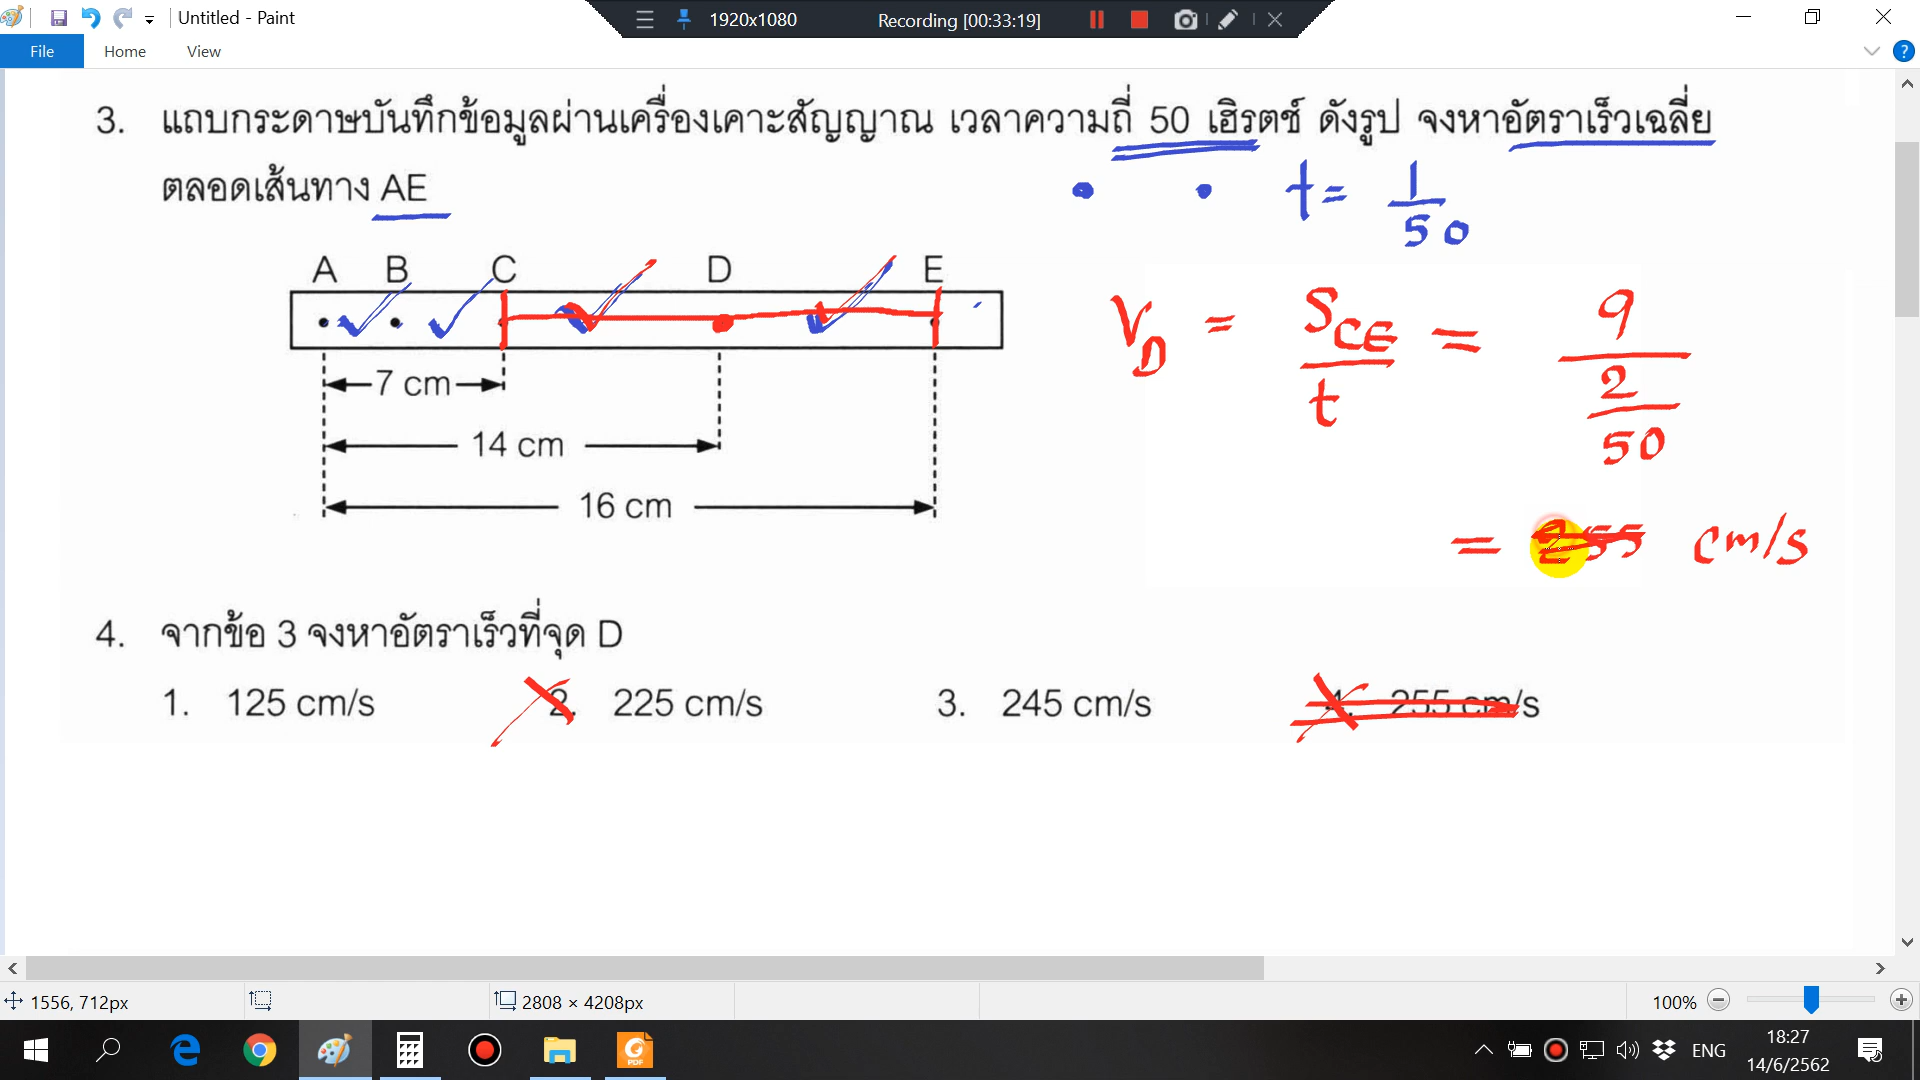 Untitled - Paint
1920x1080
Recording [00:33:19]
File
Home
View
3. แถบกระดาษบันทึกข้อมูลผ่านเครื่องเคาะสัญญาณ เวลาความถี่ 50 เฮิรตซ์ ดังรูป จงหาอัตราเร็วเฉลี่ย
ตลอดเส้นทาง AE
t = 1/50
A B C D E
V_D = S_CE / t = 9 / (2/50)
7 cm
14 cm
16 cm
= 255 cm/s
4. จากข้อ 3 จงหาอัตราเร็วที่จุด D
1. 125 cm/s 2. 225 cm/s 3. 245 cm/s 4. 255 cm/s
1556, 712px
2808 × 4208px
100%
PDF
ENG
18:27
14/6/2562